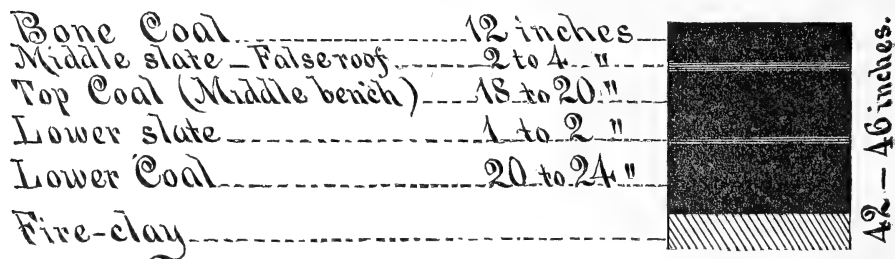 Bone Coal 12 inches
Middle slate - False roof 2 to 4 "
Top Coal (Middle bench) 18 to 20 "
Lower slate 1 to 2 "
Lower Coal 20 to 24 "
Fire-clay
42 - 46 inches.